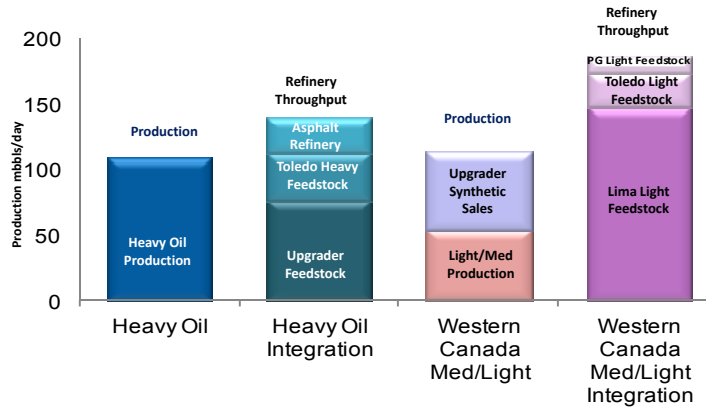 Refinery
Throughput
200
PG Light Feedstock
Toledo Light
Feedstock
Refinery
Throughput
150
Production
Production
Asphalt
Refinery
Toledo Heavy
Feedstock
Upgrader
Synthetic
Sales
Lima Light
Feedstock
100
Production mbbls/day
Heavy Oil
Production
Upgrader
Feedstock
Light/Med
Production
50
0
Heavy Oil
Heavy Oil
Integration
Western
Canada
Med/Light
Western
Canada
Med/Light
Integration